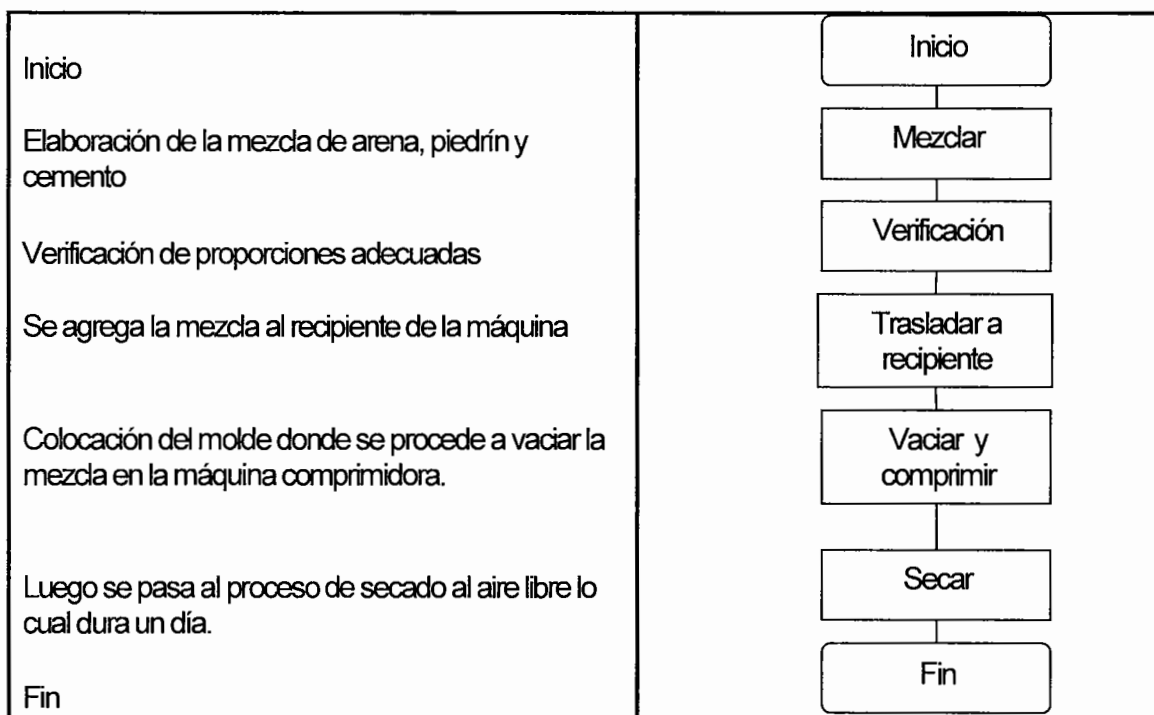 Inicio
Elaboración de la mezcla de arena, piedrín y
cemento
Verificación de proporciones adecuadas
Se agrega la mezcla al recipiente de la máquina
Colocación del molde donde se procede a vaciar la
mezcla en la máquina comprimidora.
Luego se pasa al proceso de secado al aire libre lo
cual dura un día.
Fin
Inicio
Mezclar
Verificación
Trasladar a
recipiente
Vaciar y
comprimir
Secar
Fin